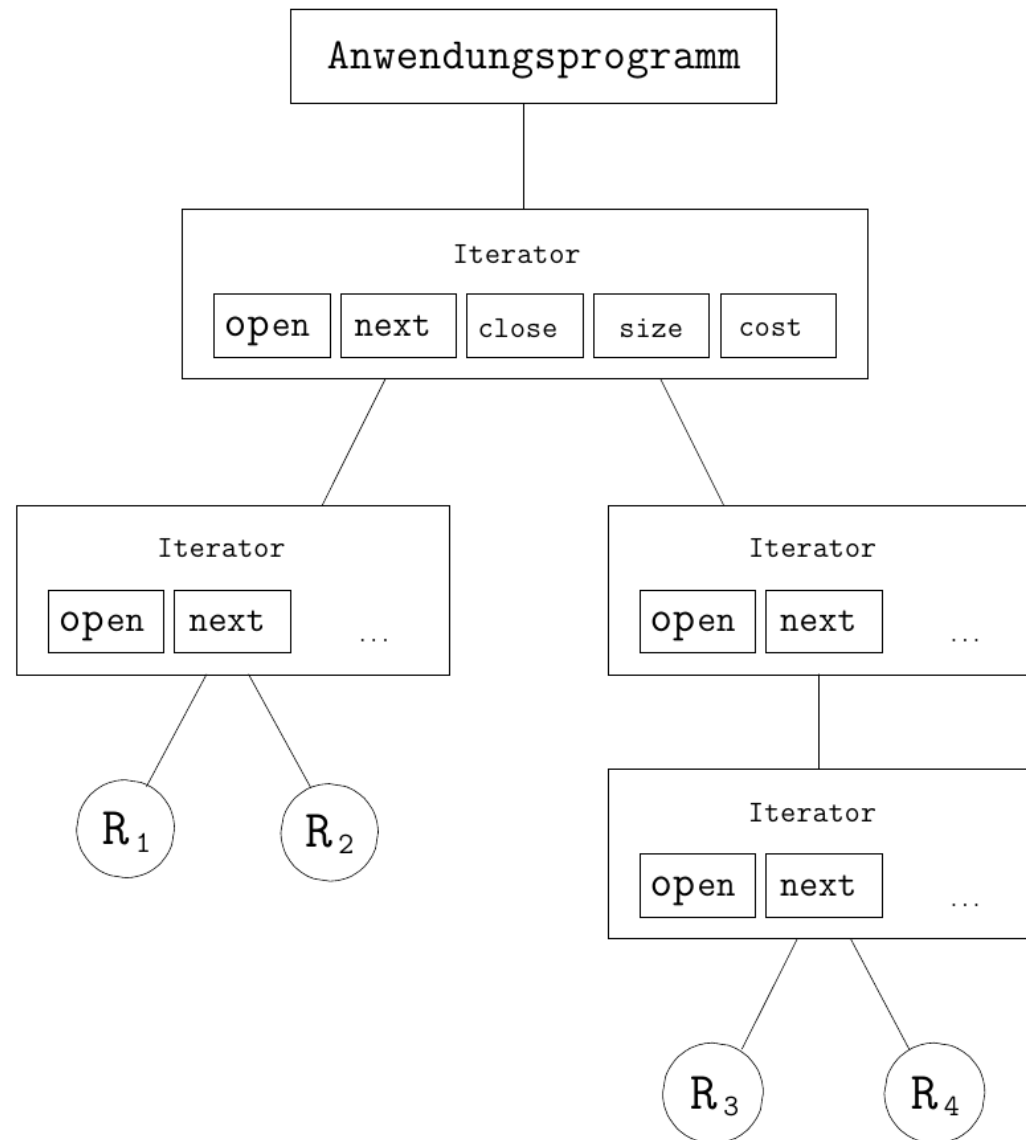 Anwendungsprogramm
Iterator
open next close size cost
Iterator
open next ...
Iterator
open next ...
R1 R2
Iterator
open next ...
R3 R4